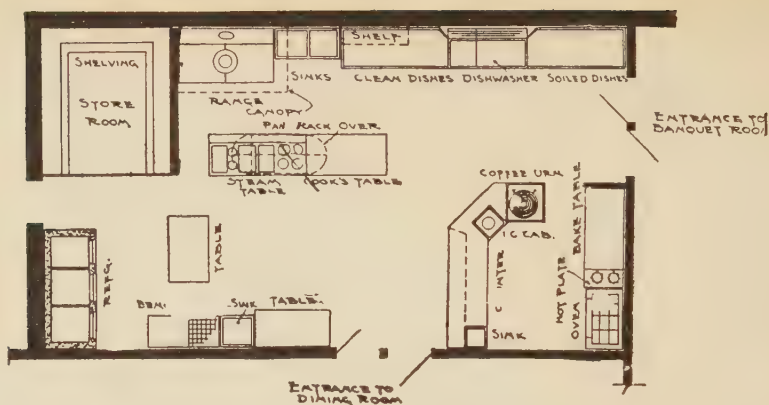 SHELVING
STORE
ROOM
RANGE
CANOPY
SINKS
SHELF
CLEAN DISHES
DISHWASHER
SOILED DISHES
ENTRANCE TO
BANQUET ROOM
PAN RACK OVER
STEAM
TABLE
COOK'S TABLE
COFFEE URN
BAKE TABLE
HOT PLATE
OVEN
SINK
TABLE
REFG.
SINK
TABLE
ENTRANCE TO
DINING ROOM